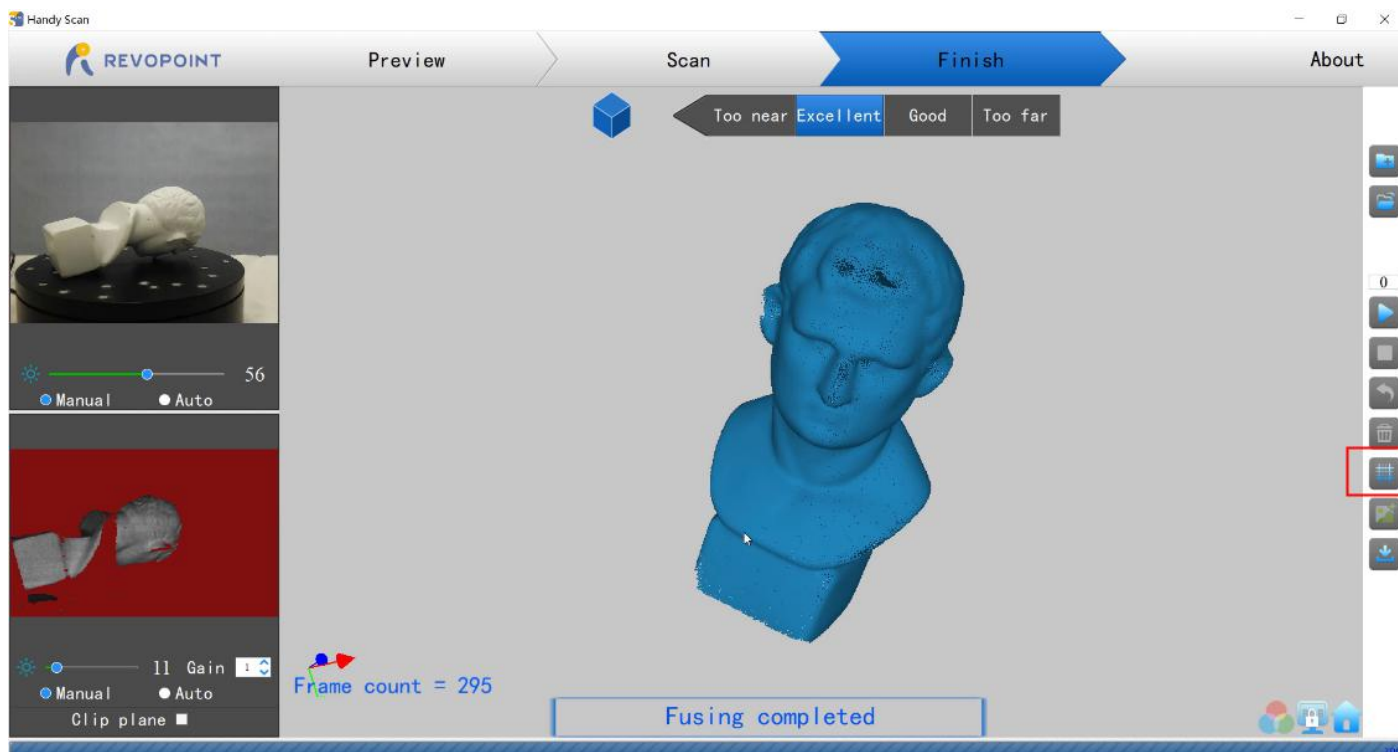 Handy Scan
REVOPOINT
Preview
Scan
Finish
About
Too near
Excellent
Good
Too far
0
56
Manual
Auto
11
Gain
1
Manual
Auto
Clip plane
Frame count = 295
Fusing completed